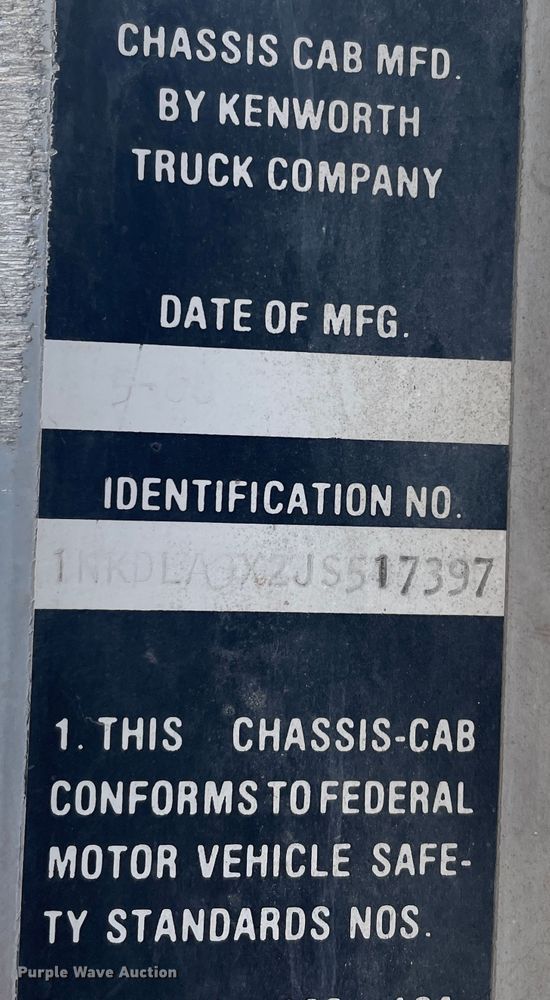 CHASSIS CAB MFD.
BY KENWORTH
TRUCK COMPANY
DATE OF MFG.
IDENTIFICATION NO.
1NKDLA9X2JS517397
1. THIS CHASSIS-CAB
CONFORMS TO FEDERAL
MOTOR VEHICLE SAFE-
TY STANDARDS NOS.
Purple Wave Auction